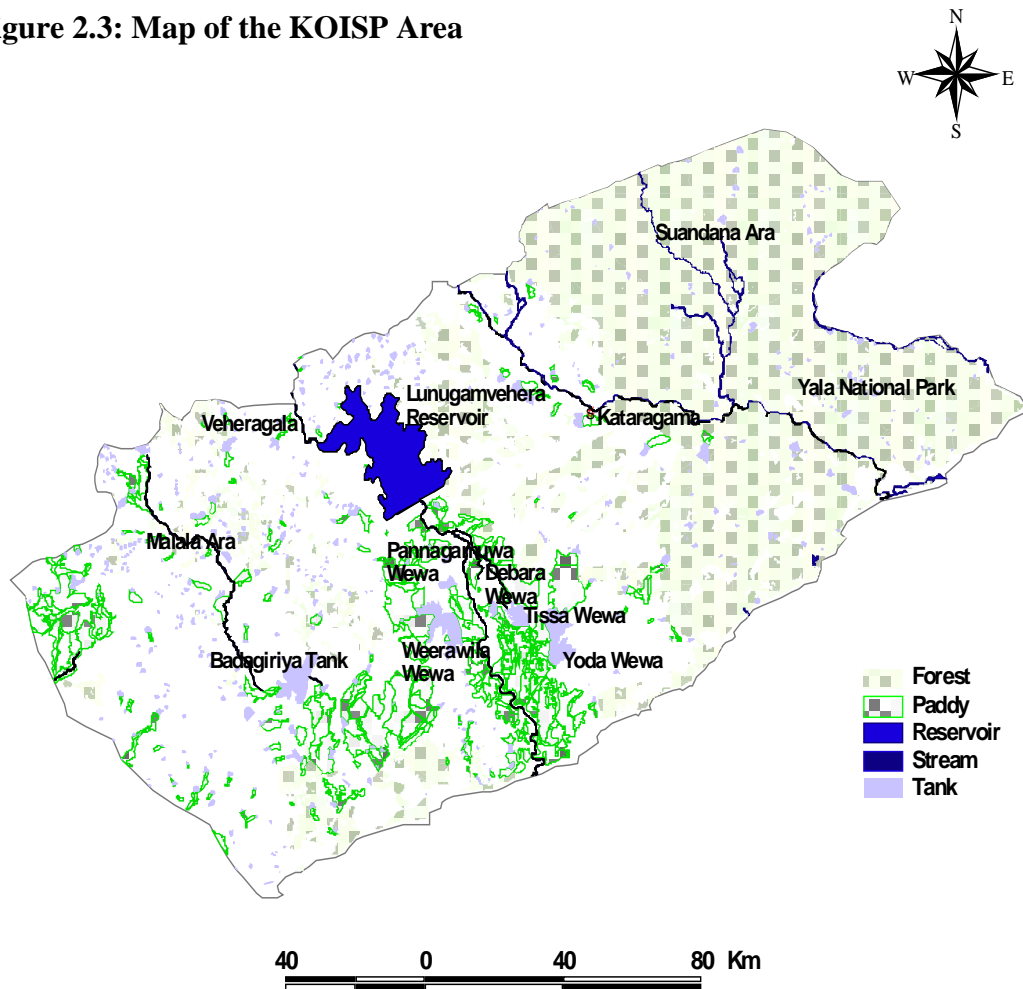 igure 2.3: Map of the KOISP Area
N
W E
S
Suandana Ara
Yala National Park
Lunugamvehera
Reservoir
Veheragala
Kataragama
Malala Ara
Pannagamuwa
Wewa
Debara
Wewa
Tissa Wewa
Weerawila
Wewa
Badagiriya Tank
Yoda Wewa
Forest
Paddy
Reservoir
Stream
Tank
40 0 40 80 Km